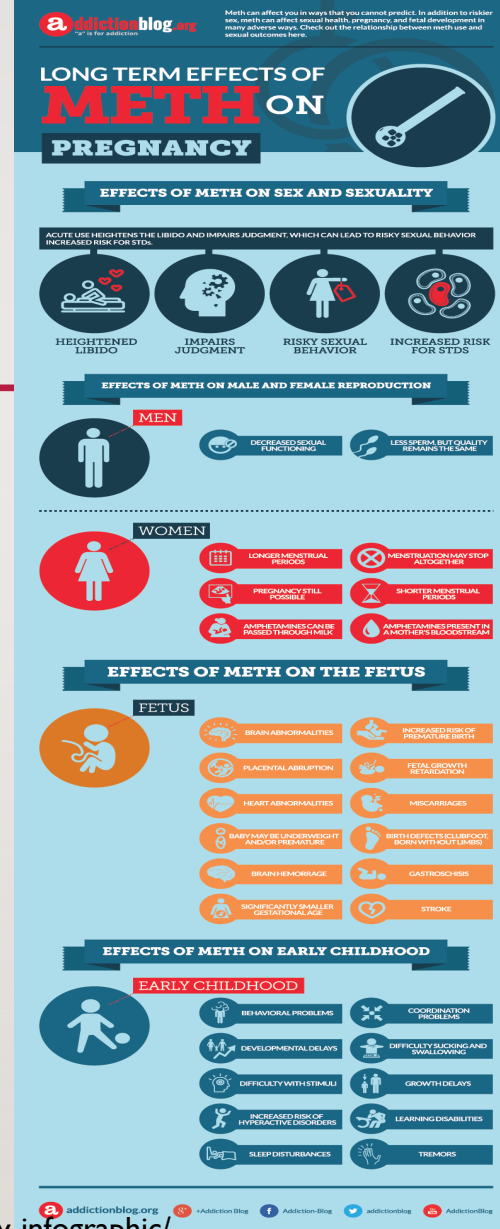 addictionblog.org
"a" is for addiction
Meth can affect you in ways that you cannot predict. In addition to riskier
sex, meth can affect sexual health, pregnancy, and fetal development in
many adverse ways. Check out the relationship between meth use and
sexual outcomes here.
LONG TERM EFFECTS OF
METH ON
PREGNANCY
EFFECTS OF METH ON SEX AND SEXUALITY
ACUTE USE HEIGHTENS THE LIBIDO AND IMPAIRS JUDGMENT, WHICH CAN LEAD TO RISKY SEXUAL BEHAVIOR
INCREASED RISK FOR STDs.
HEIGHTENED
LIBIDO
IMPAIRS
JUDGMENT
RISKY SEXUAL
BEHAVIOR
INCREASED RISK
FOR STDS
EFFECTS OF METH ON MALE AND FEMALE REPRODUCTION
MEN
DECREASED SEXUAL
FUNCTIONING
LESS SPERM, BUT QUALITY
REMAINS THE SAME
WOMEN
LONGER MENSTRUAL
PERIODS
MENSTRUATION MAY STOP
ALTOGETHER
PREGNANCY STILL
POSSIBLE
SHORTER MENSTRUAL
PERIODS
AMPHETAMINES CAN BE
PASSED THROUGH MILK
AMPHETAMINES PRESENT IN
A MOTHER'S BLOODSTREAM
EFFECTS OF METH ON THE FETUS
FETUS
BRAIN ABNORMALITIES
INCREASED RISK OF
PREMATURE BIRTH
PLACENTAL ABRUPTION
FETAL GROWTH
RETARDATION
HEART ABNORMALITIES
MISCARRIAGES
BABY MAY BE UNDERWEIGHT
AND/OR PREMATURE
BIRTH DEFECTS (CLUBFOOT,
BORN WITHOUT LIMBS)
BRAIN HEMORRAGE
GASTROSCHISIS
SIGNIFICANTLY SMALLER
GESTATIONAL AGE
STROKE
EFFECTS OF METH ON EARLY CHILDHOOD
EARLY CHILDHOOD
BEHAVIORAL PROBLEMS
COORDINATION
PROBLEMS
DEVELOPMENTAL DELAYS
DIFFICULTY SUCKING AND
SWALLOWING
DIFFICULTY WITH STIMULI
GROWTH DELAYS
INCREASED RISK OF
HYPERACTIVE DISORDERS
LEARNING DISABILITIES
SLEEP DISTURBANCES
TREMORS
addictionblog.org
+Addiction Blog
Addiction-Blog
addictionblog
AddictionBlog
y-infographic/